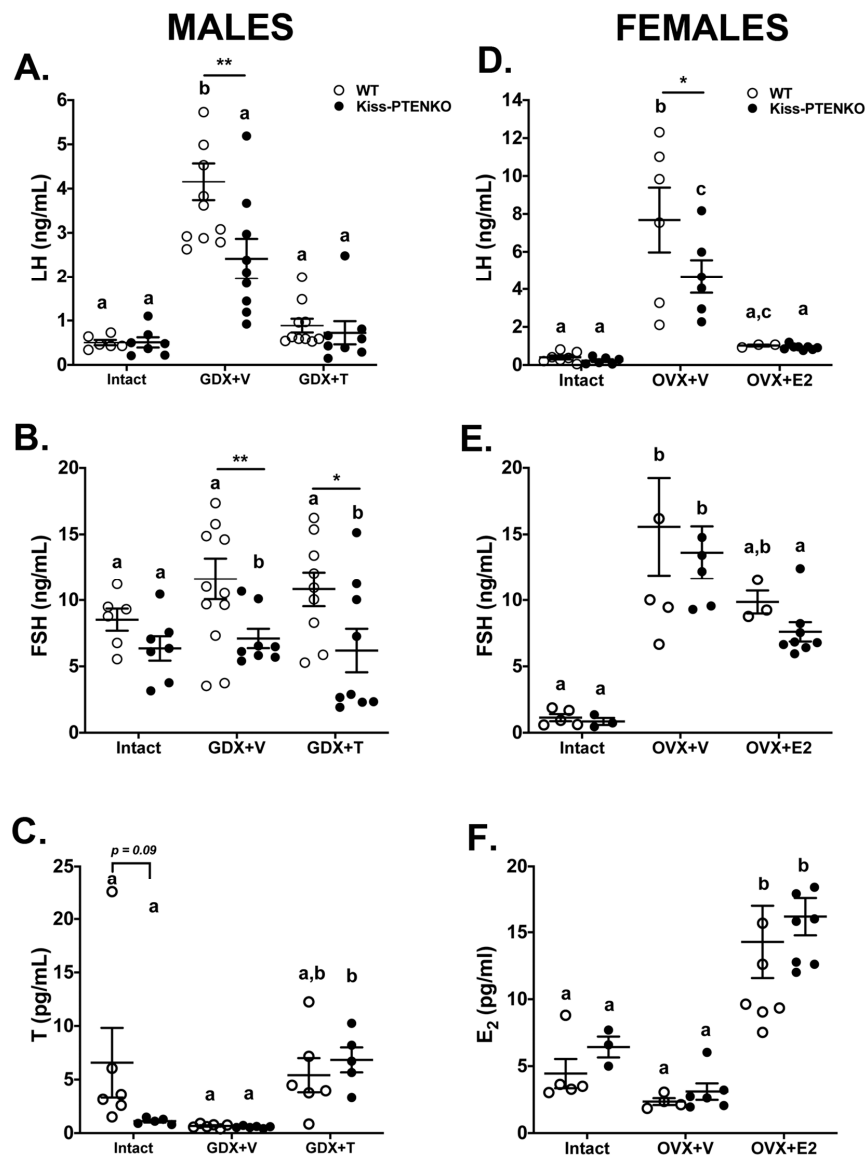 MALES
A.
○ WT
● Kiss-PTENKO
LH (ng/mL)
6
5
4
3
2
1
0
**
a a b a a a
Intact GDX+V GDX+T
B.
FSH (ng/mL)
20
15
10
5
0
** *
a a a b a b
Intact GDX+V GDX+T
C.
T (pg/mL)
25
20
15
10
5
0
p = 0.09
a a a a a,b b
Intact GDX+V GDX+T
FEMALES
D.
○ WT
● Kiss-PTENKO
LH (ng/mL)
14
12
10
8
6
4
2
0
*
a a b c a,c a
Intact OVX+V OVX+E2
E.
FSH (ng/mL)
20
15
10
5
0
a a b b a,b a
Intact OVX+V OVX+E2
F.
E2 (pg/ml)
20
15
10
5
0
a a a a b b
Intact OVX+V OVX+E2